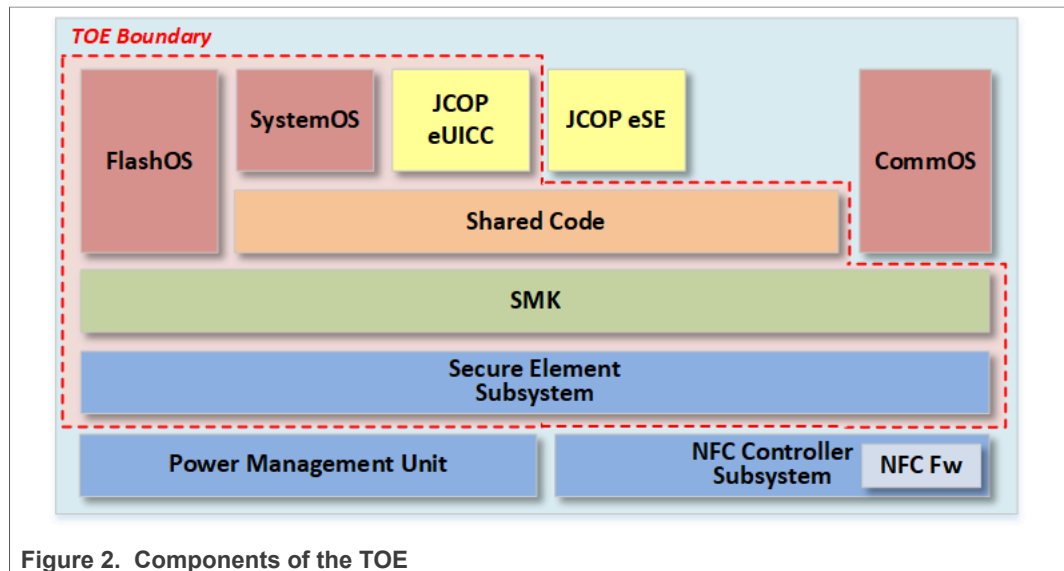 TOE Boundary
FlashOS
SystemOS
JCOP
eUICC
JCOP eSE
CommOS
Shared Code
SMK
Secure Element
Subsystem
Power Management Unit
NFC Controller
Subsystem
NFC Fw
Figure 2. Components of the TOE